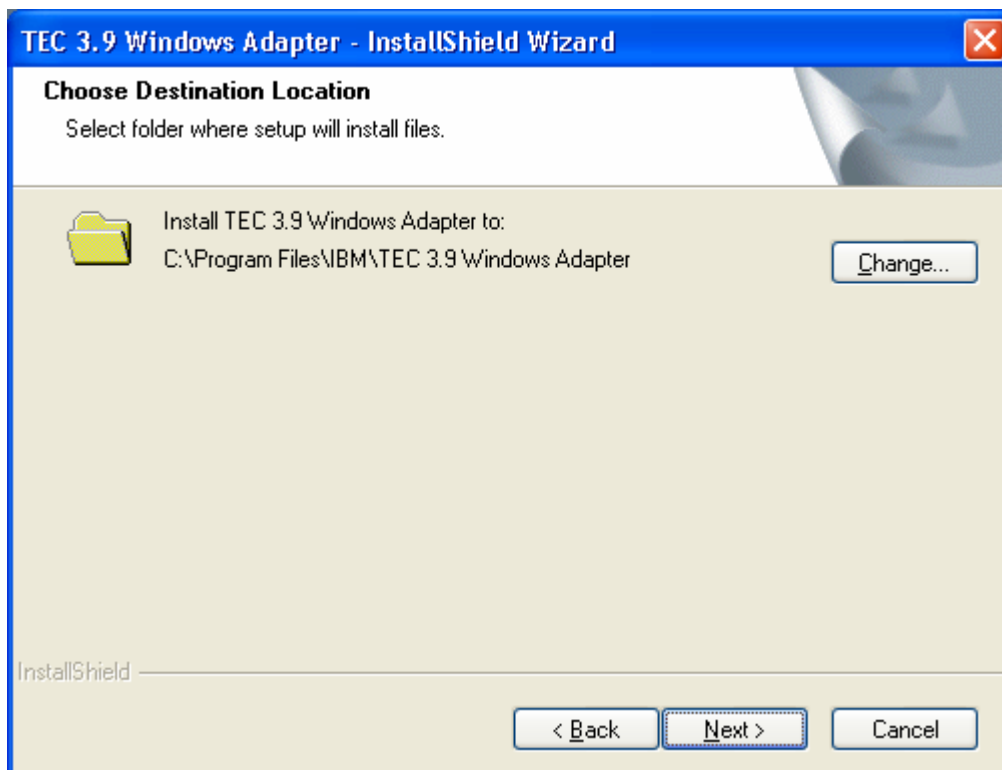 TEC 3.9 Windows Adapter - InstallShield Wizard
Choose Destination Location
Select folder where setup will install files.
Install TEC 3.9 Windows Adapter to:
C:\Program Files\IBM\TEC 3.9 Windows Adapter
Change...
InstallShield
< Back
Next >
Cancel